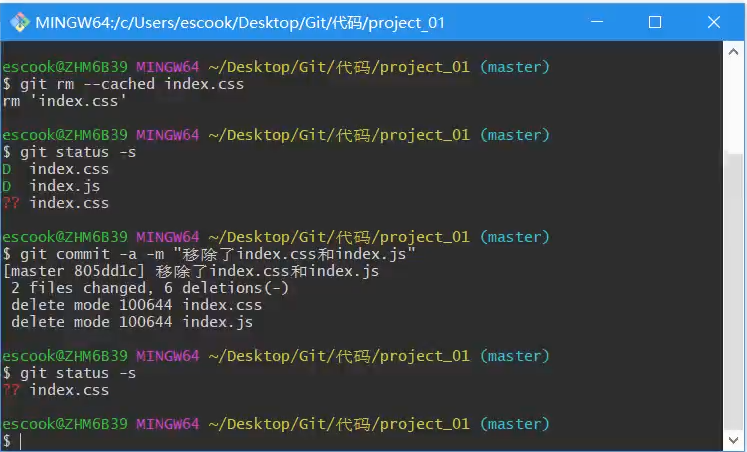 MINGW64:/c/Users/escook/Desktop/Git/代码/project_01
escook@ZHM6B39 MINGW64 ~/Desktop/Git/代码/project_01 (master)
$ git rm --cached index.css
rm 'index.css'
escook@ZHM6B39 MINGW64 ~/Desktop/Git/代码/project_01 (master)
$ git status -s
D  index.css
D  index.js
?? index.css
escook@ZHM6B39 MINGW64 ~/Desktop/Git/代码/project_01 (master)
$ git commit -a -m "移除了index.css和index.js"
[master 805dd1c] 移除了index.css和index.js
 2 files changed, 6 deletions(-)
 delete mode 100644 index.css
 delete mode 100644 index.js
escook@ZHM6B39 MINGW64 ~/Desktop/Git/代码/project_01 (master)
$ git status -s
?? index.css
escook@ZHM6B39 MINGW64 ~/Desktop/Git/代码/project_01 (master)
$